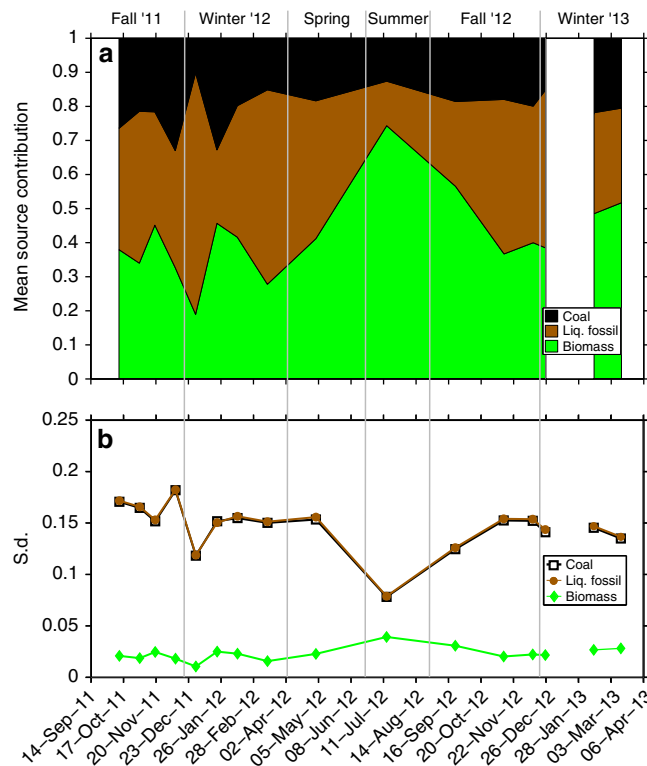 Fall '11 Winter '12 Spring Summer Fall '12 Winter '13
a
Mean source contribution
1
0.9
0.8
0.7
0.6
0.5
0.4
0.3
0.2
0.1
0
Coal
Liq. fossil
Biomass
b
S.d.
0.25
0.2
0.15
0.1
0.05
0
Coal
Liq. fossil
Biomass
14–Sep–11
17–Oct–11
20–Nov–11
23–Dec–11
26–Jan–12
28–Feb–12
02–Apr–12
05–May–12
08–Jun–12
11–Jul–12
14–Aug–12
16–Sep–12
20–Oct–12
22–Nov–12
26–Dec–12
28–Jan–13
03–Mar–13
06–Apr–13